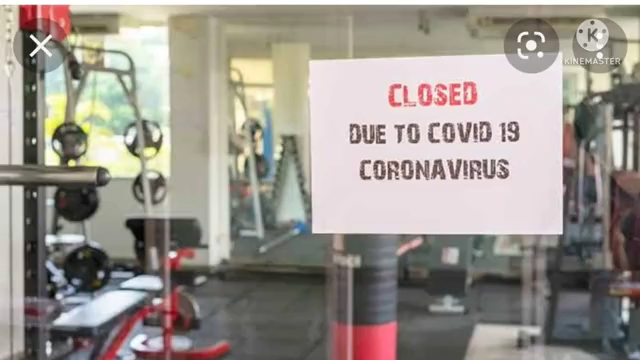 K
KINEMASTER
CLOSED
DUE TO COVID 19
CORONAVIRUS